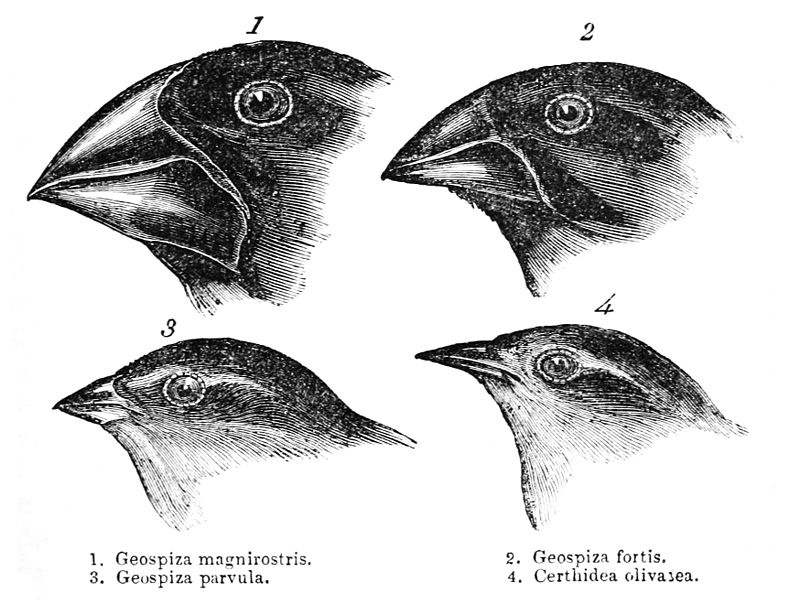 1
2
3
4
1. Geospiza magnirostris.
2. Geospiza fortis.
3. Geospiza parvula.
4. Certhidea olivasea.